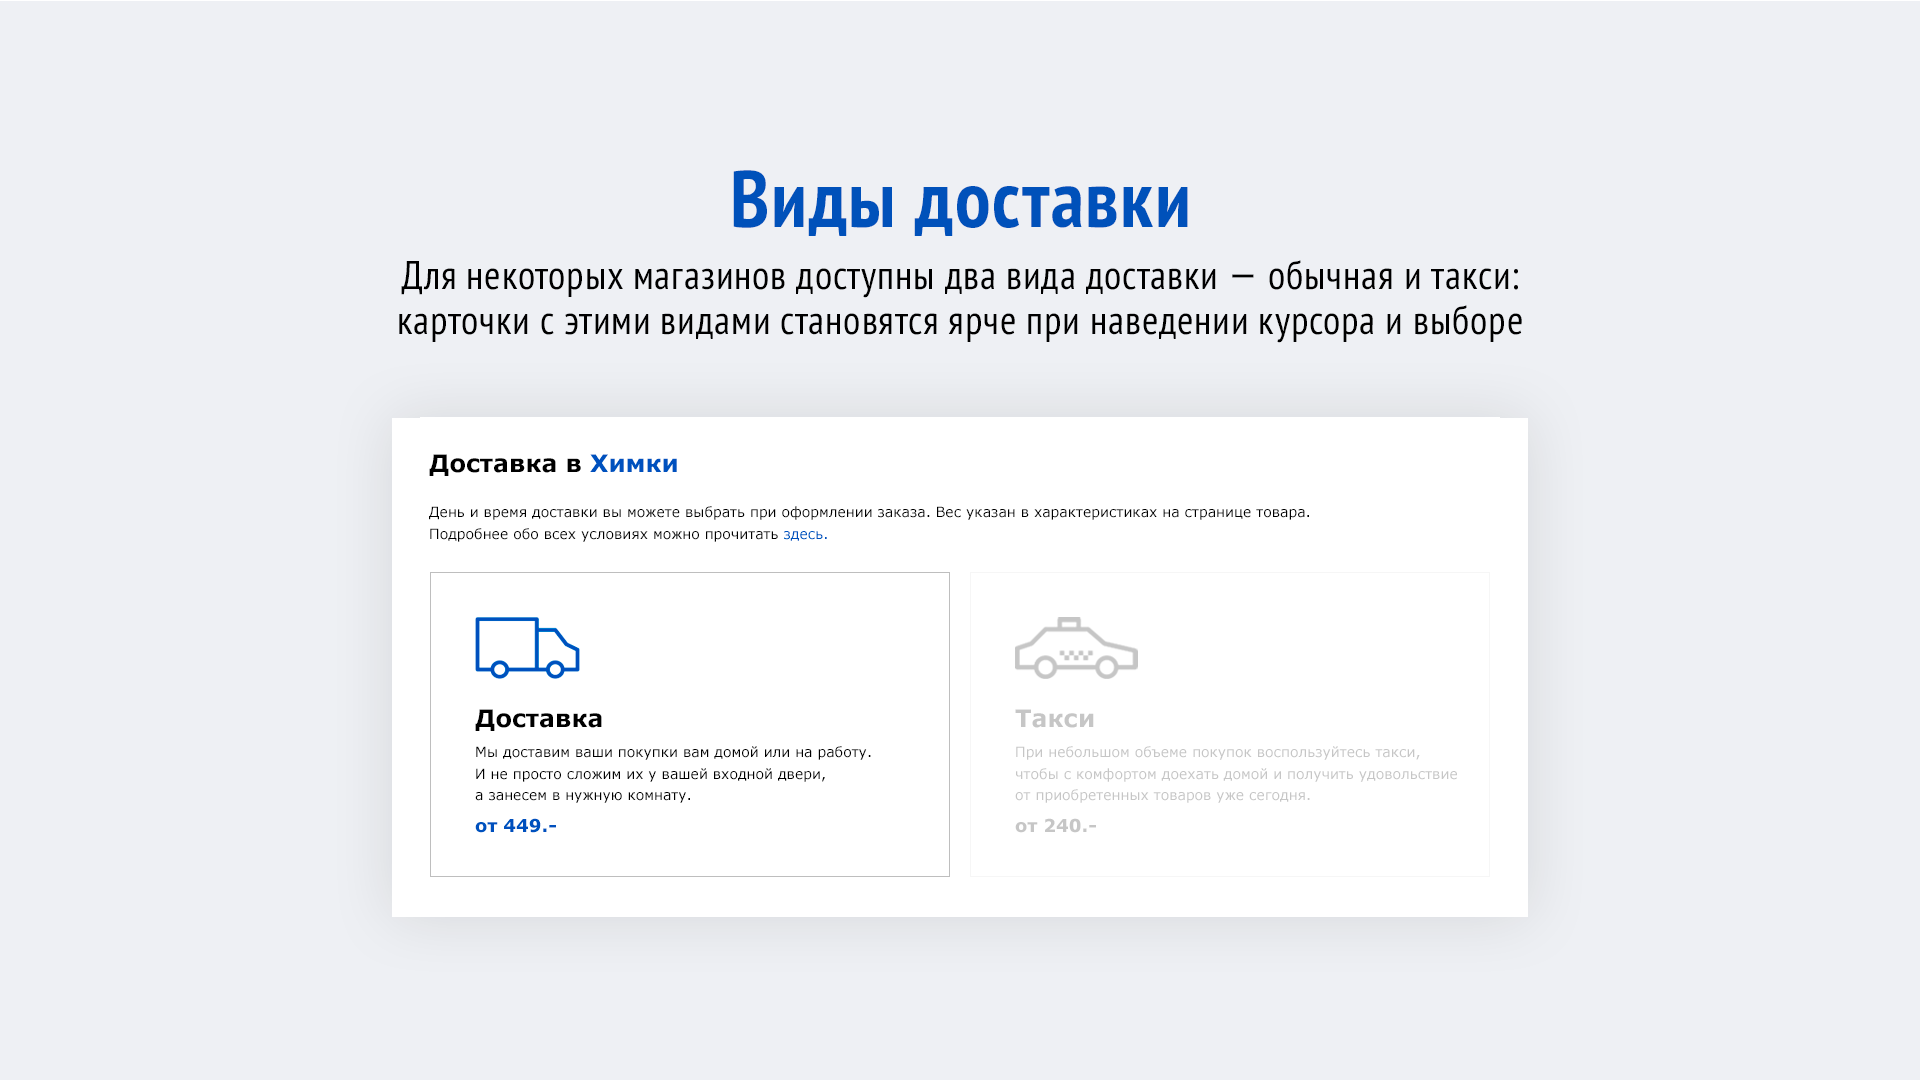 Виды доставки
Для некоторых магазинов доступны два вида доставки — обычная и такси:
карточки с этими видами становятся ярче при наведении курсора и выборе
Доставка в Химки
День и время доставки вы можете выбрать при оформлении заказа. Вес указан в характеристиках на странице товара.
Подробнее обо всех условиях можно прочитать здесь.
Доставка
Мы доставим ваши покупки вам домой или на работу.
И не просто сложим их у вашей входной двери,
а занесем в нужную комнату.
от 449.-
Такси
При небольшом объеме покупок воспользуйтесь такси,
чтобы с комфортом доехать домой и получить удовольствие
от приобретенных товаров уже сегодня.
от 240.-